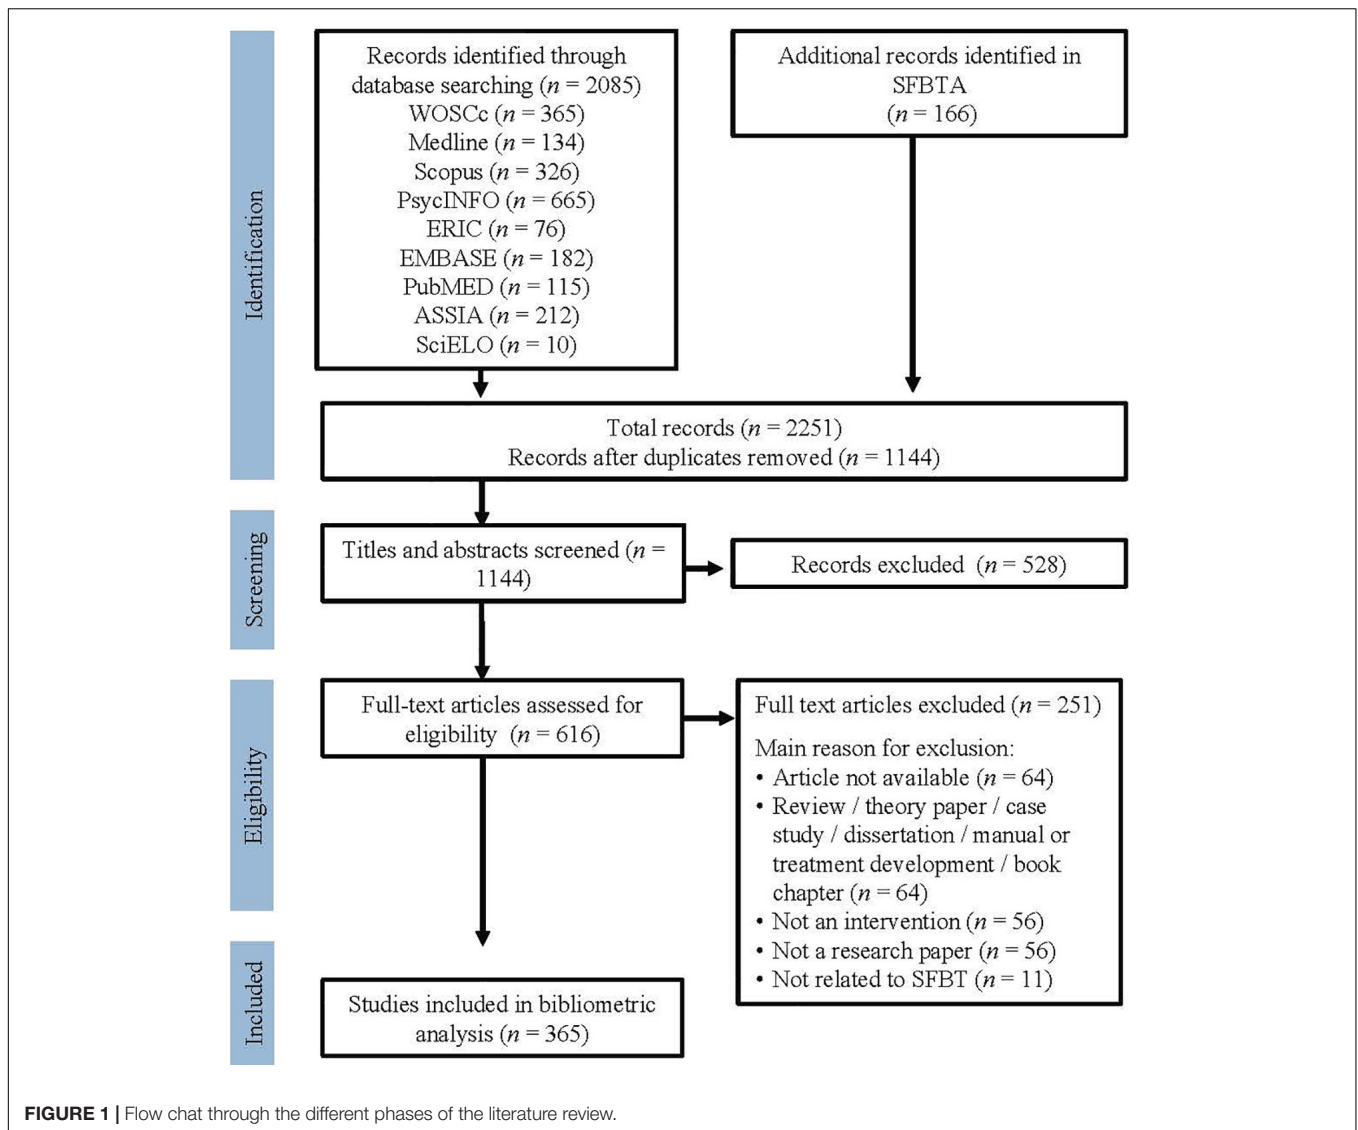 Identification
Records identified through
database searching (n = 2085)
WOSCc (n = 365)
Medline (n = 134)
Scopus (n = 326)
PsycINFO (n = 665)
ERIC (n = 76)
EMBASE (n = 182)
PubMED (n = 115)
ASSIA (n = 212)
SciELO (n = 10)
Additional records identified in
SFBTA
(n = 166)
Total records (n = 2251)
Records after duplicates removed (n = 1144)
Screening
Titles and abstracts screened (n =
1144)
Records excluded (n = 528)
Eligibility
Full-text articles assessed for
eligibility (n = 616)
Full text articles excluded (n = 251)
Main reason for exclusion:
• Article not available (n = 64)
• Review / theory paper / case
study / dissertation / manual or
treatment development / book
chapter (n = 64)
• Not an intervention (n = 56)
• Not a research paper (n = 56)
• Not related to SFBT (n = 11)
Included
Studies included in bibliometric
analysis (n = 365)
FIGURE 1 | Flow chat through the different phases of the literature review.